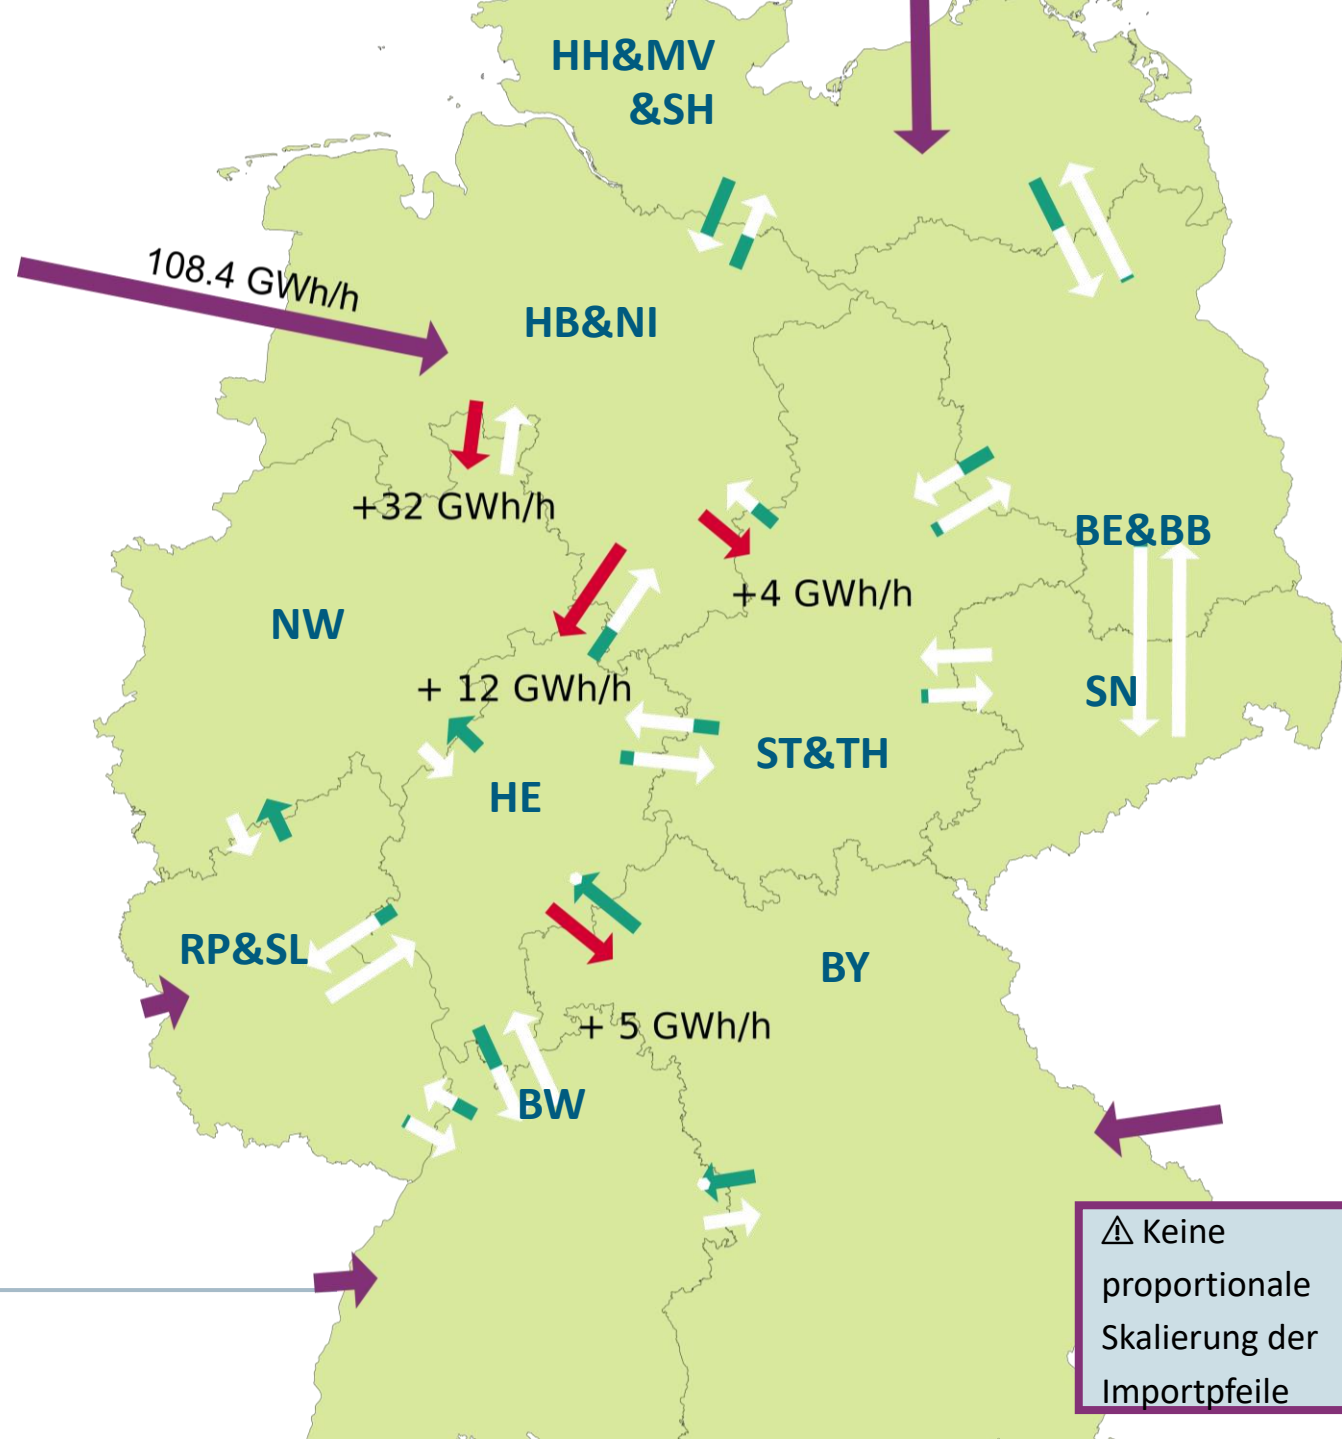 HH&MV
&SH
108.4 GWh/h
HB&NI
+32 GWh/h
BE&BB
+4 GWh/h
NW
+ 12 GWh/h
SN
ST&TH
HE
RP&SL
BY
+ 5 GWh/h
BW
⚠ Keine
proportionale
Skalierung der
Importpfeile